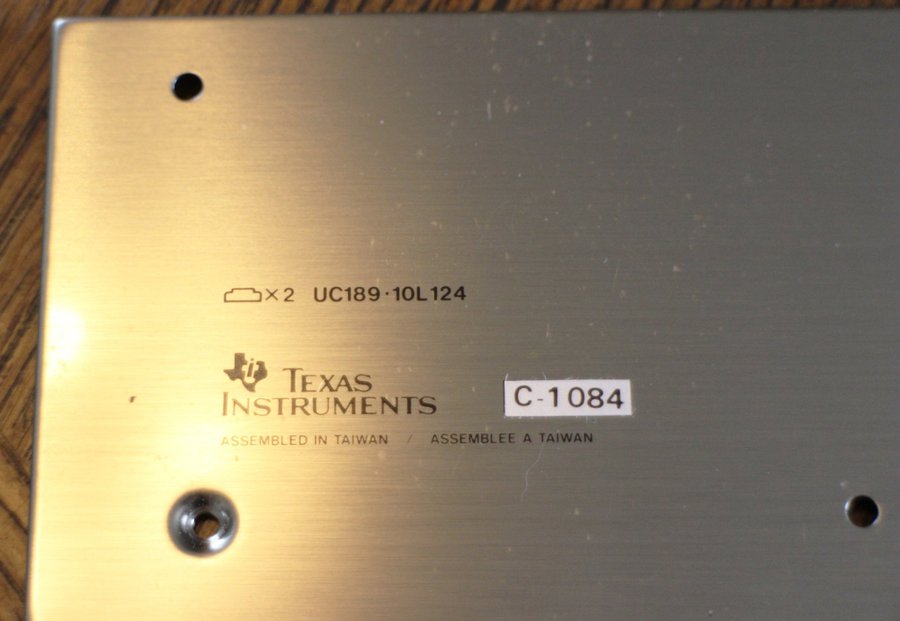 ×2 UC189·10L124
TEXAS
INSTRUMENTS
C-1084
ASSEMBLED IN TAIWAN / ASSEMBLEE A TAIWAN